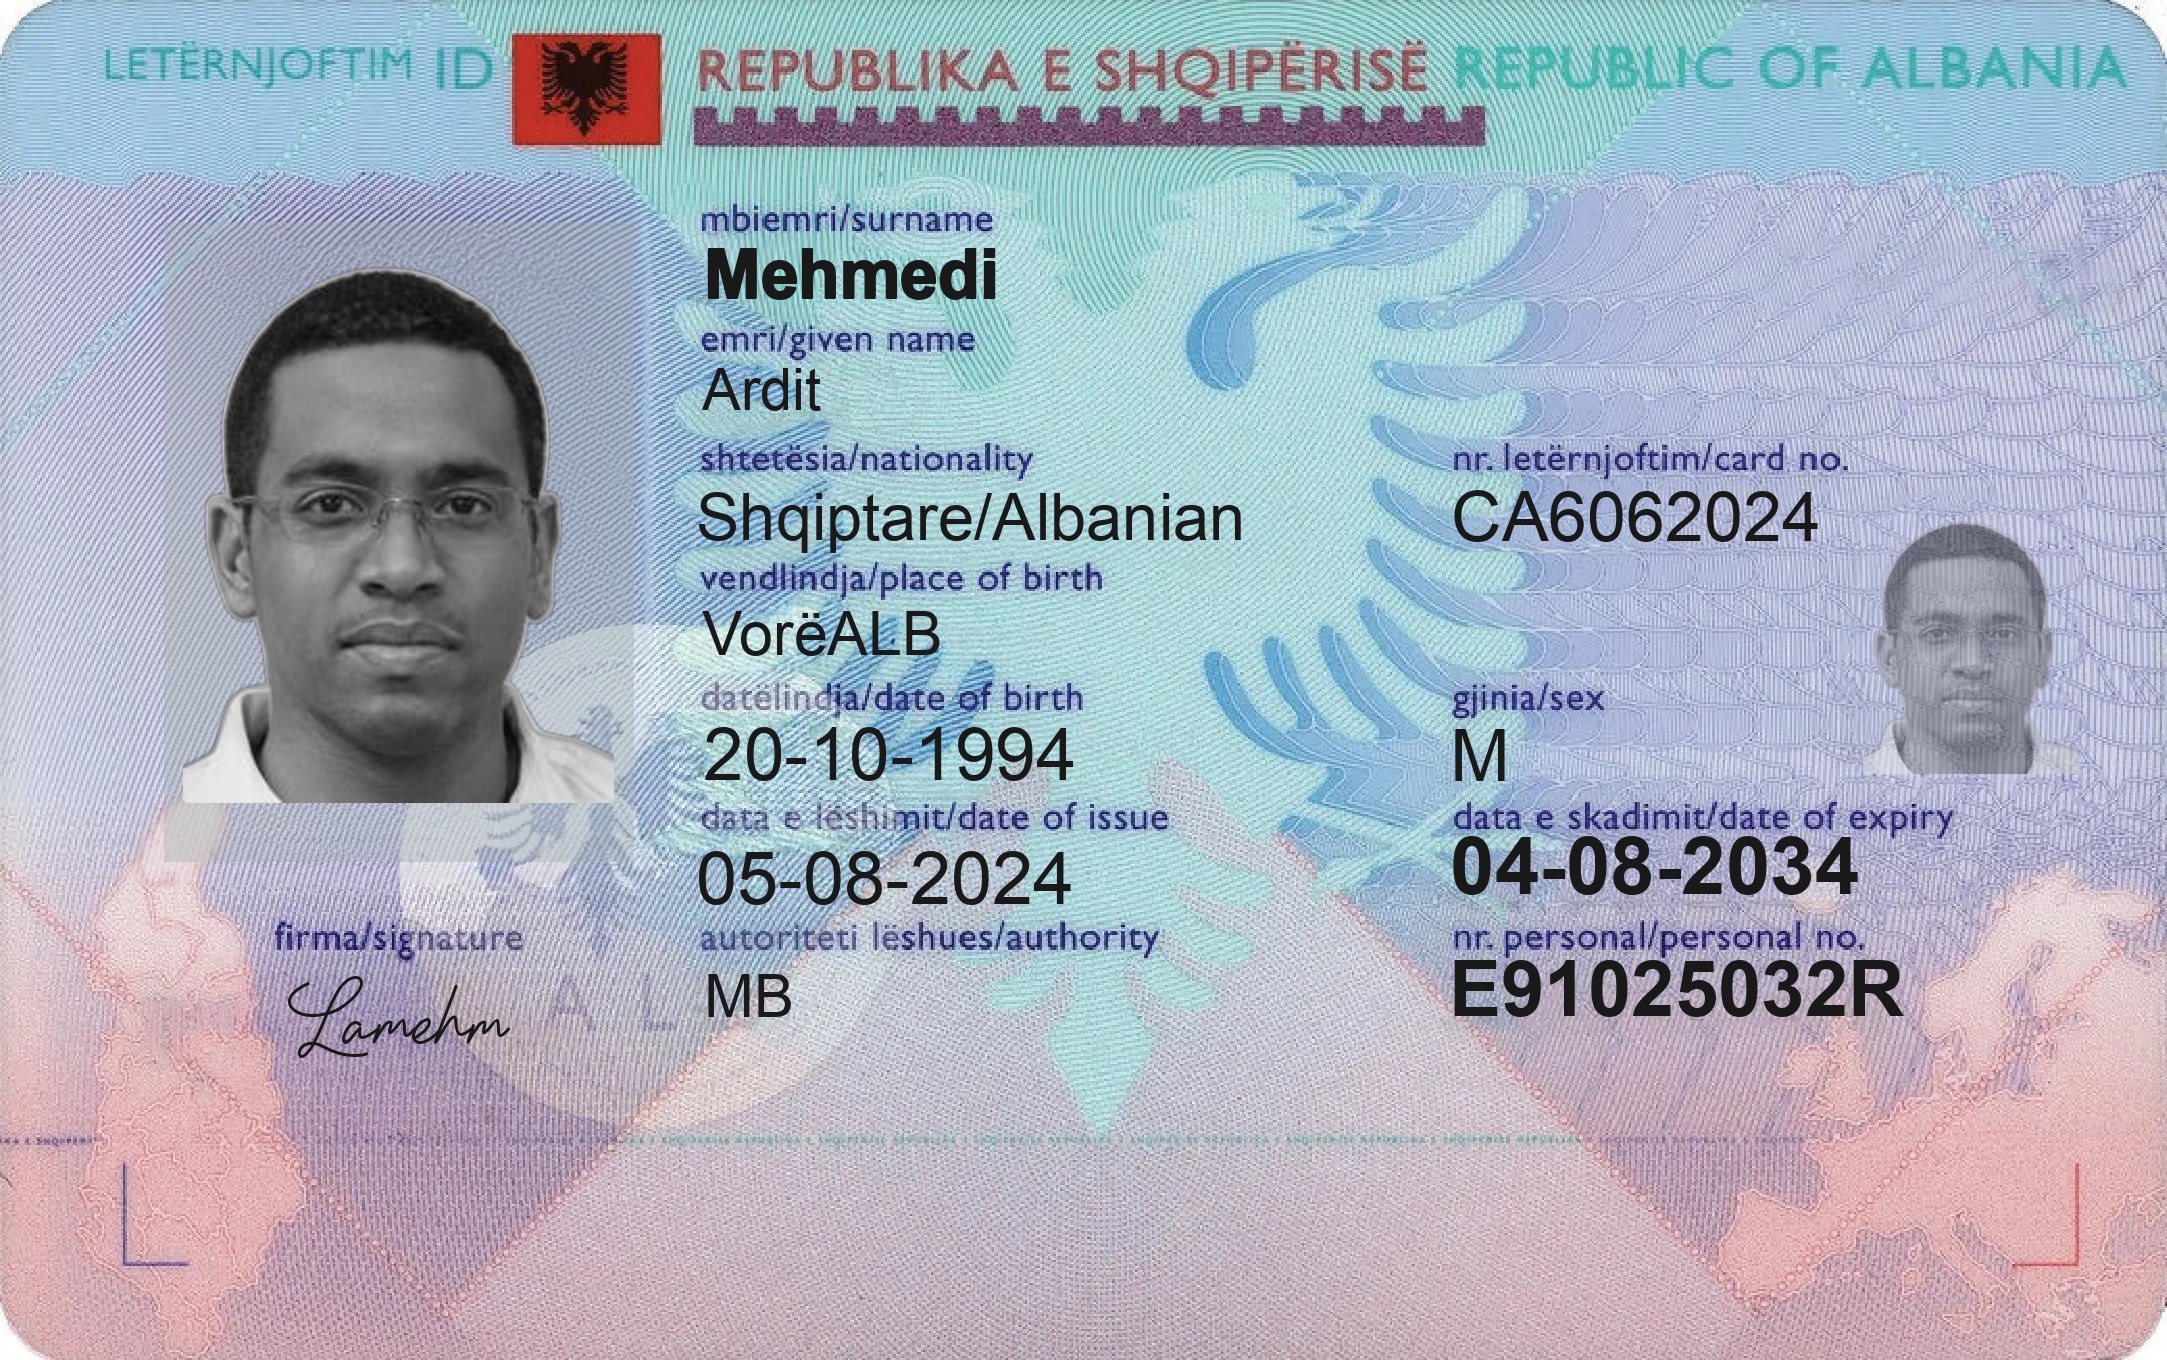 LETËRNJOFTIM ID REPUBLIKA E SHQIPËRISË REPUBLIC OF ALBANIA
mbiemri/surname
Mehmedi
emri/given name
Ardit
shtetësia/nationality nr. letërnjoftim/card no.
Shqiptare/Albanian CA6062024
vendlindja/place of birth
VorëALB
datëlindja/date of birth gjinia/sex
20-10-1994 M
data e lëshimit/date of issue data e skadimit/date of expiry
05-08-2024 04-08-2034
firma/signature autoriteti lëshues/authority nr. personal/personal no.
Lamehm AL MB E91025032R